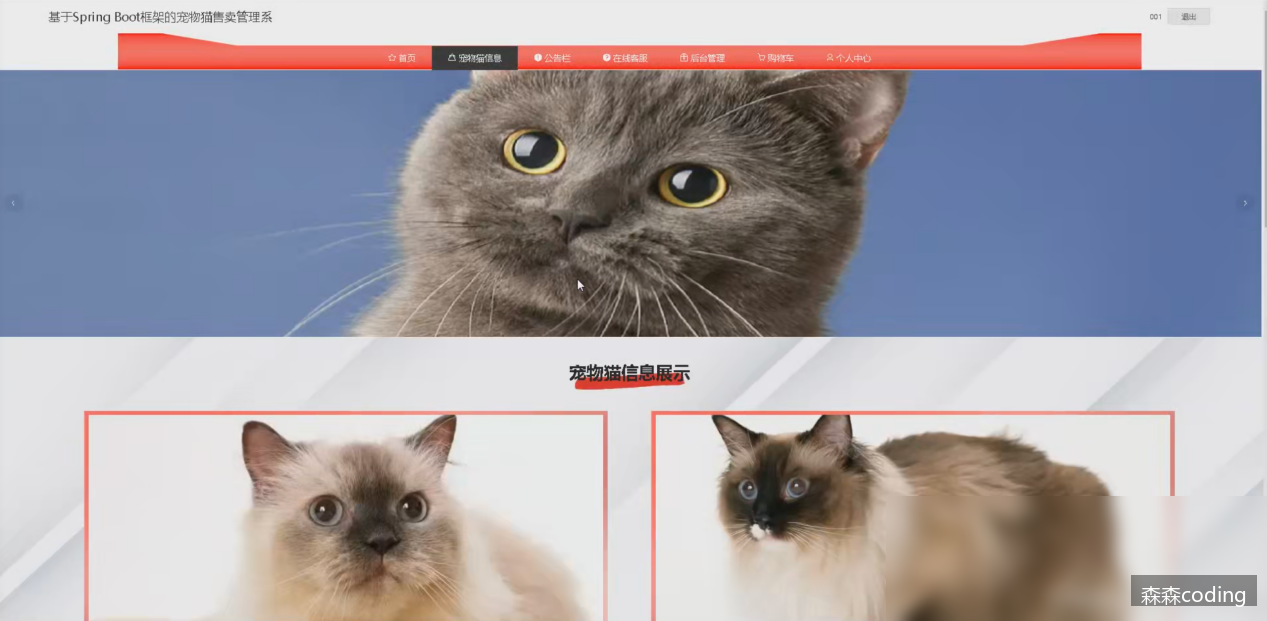 基于Spring Boot框架的宠物猫售卖管理系
001
退出
首页
宠物猫信息
公告栏
在线客服
后台管理
购物车
个人中心
宠物猫信息展示
森森coding